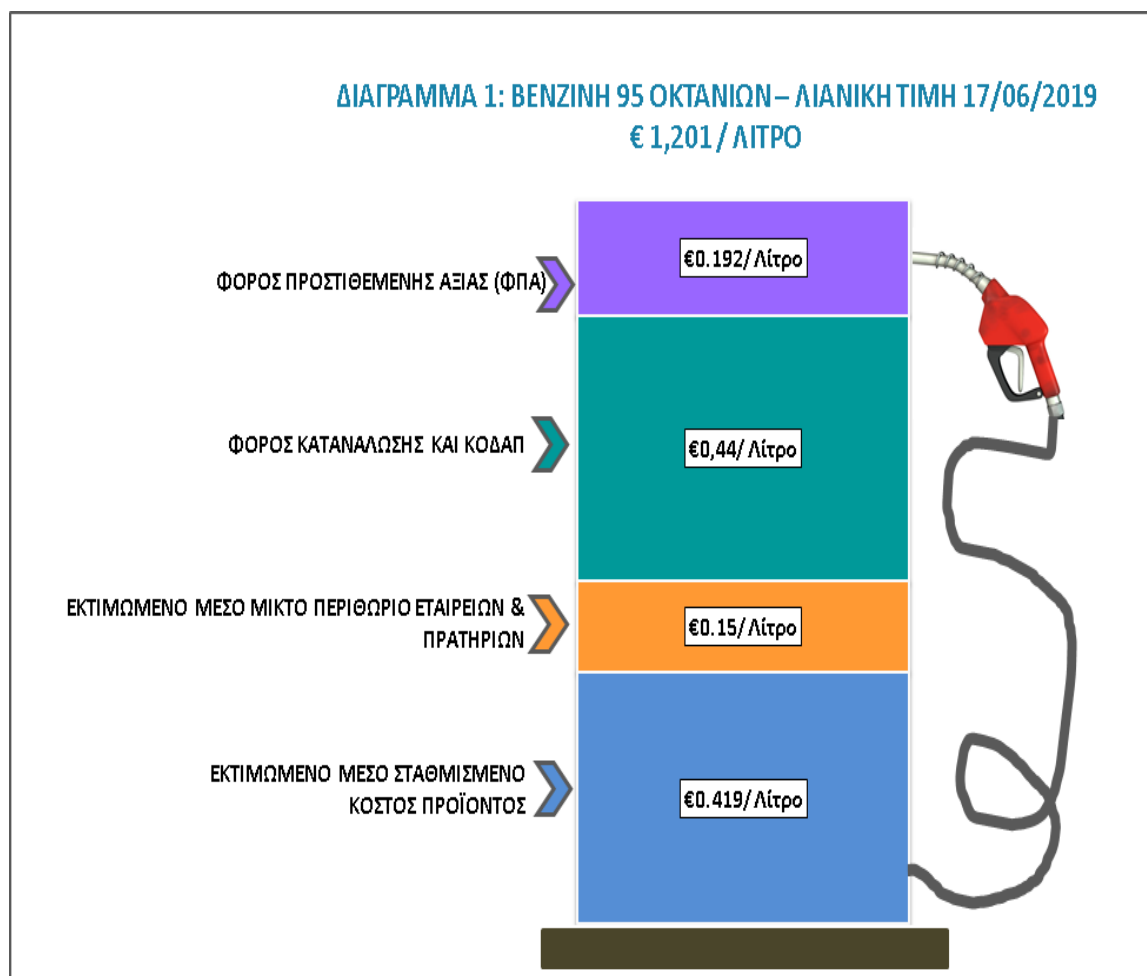 ΔΙΑΓΡΑΜΜΑ 1: ΒΕΝΖΙΝΗ 95 ΟΚΤΑΝΙΩΝ – ΛΙΑΝΙΚΗ ΤΙΜΗ 17/06/2019
€ 1,201 / ΛΙΤΡΟ
€0.192/ Λίτρο
ΦΟΡΟΣ ΠΡΟΣΤΙΘΕΜΕΝΗΣ ΑΞΙΑΣ (ΦΠΑ)
ΦΟΡΟΣ ΚΑΤΑΝΑΛΩΣΗΣ ΚΑΙ ΚΟΔΑΠ
€0,44/ Λίτρο
ΕΚΤΙΜΩΜΕΝΟ ΜΕΣΟ ΜΙΚΤΟ ΠΕΡΙΘΩΡΙΟ ΕΤΑΙΡΕΙΩΝ &
ΠΡΑΤΗΡΙΩΝ
€0.15/ Λίτρο
ΕΚΤΙΜΩΜΕΝΟ ΜΕΣΟ ΣΤΑΘΜΙΣΜΕΝΟ
ΚΟΣΤΟΣ ΠΡΟΪΟΝΤΟΣ
€0.419/ Λίτρο